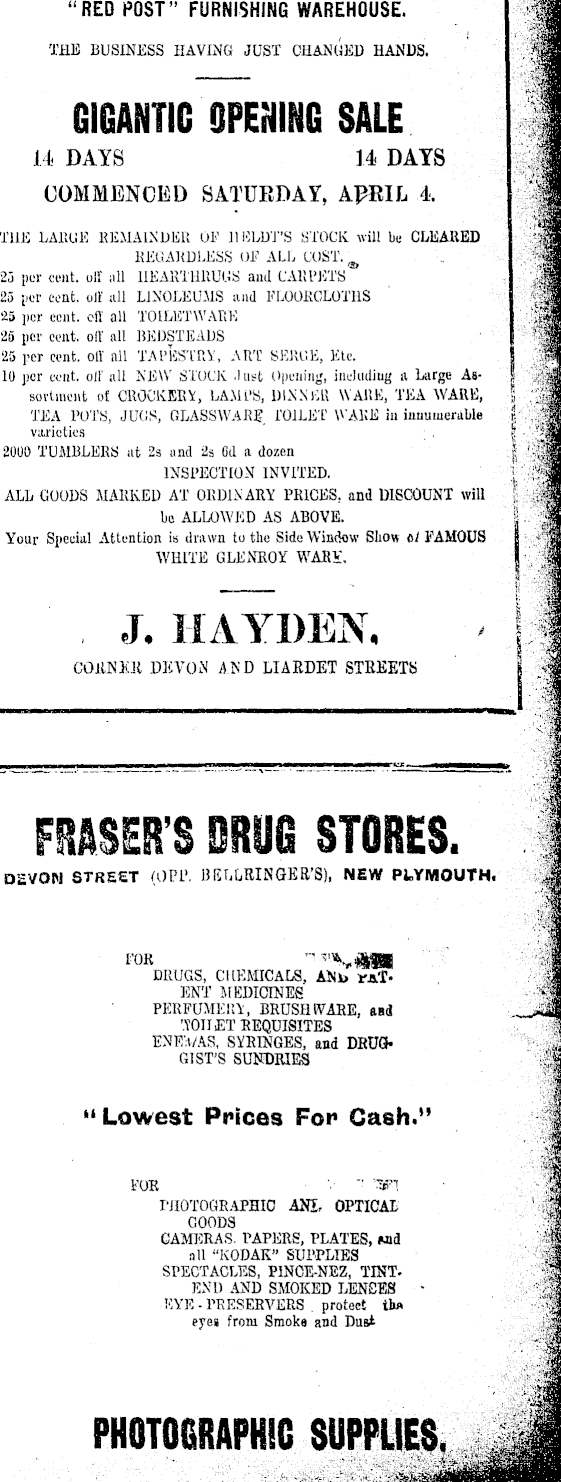 "RED POST" FURNISHING WAREHOUSE.
THE BUSINESS HAVING JUST CHANGED HANDS.
GIGANTIC OPENING SALE
14 DAYS 14 DAYS
COMMENCED SATURDAY, APRIL 4.
THE LARGE REMAINDER OF HELDT'S STOCK will be CLEARED
REGARDLESS OF ALL COST.
25 per cent. off all HEARTHRUGS and CARPETS
25 per cent. off all LINOLEUMS and FLOORCLOTHS
25 per cent. off all TOILETWARE
25 per cent. off all BEDSTEADS
25 per cent. off all TAPESTRY, ART SERGE, Etc.
10 per cent. off all NEW STOCK Just Opening, including a Large As-
sortment of CROCKERY, LAMPS, DINNER WARE, TEA WARE,
TEA POTS, JUGS, GLASSWARE, TOILET WARE in innumerable
varieties
2000 TUMBLERS at 2s and 2s 6d a dozen
INSPECTION INVITED.
ALL GOODS MARKED AT ORDINARY PRICES, and DISCOUNT will
be ALLOWED AS ABOVE.
Your Special Attention is drawn to the Side Window Show of FAMOUS
WHITE GLENROY WARE.
J. HAYDEN,
CORNER DEVON AND LIARDET STREETS
FRASER'S DRUG STORES.
DEVON STREET (OPP. BELLRINGER'S), NEW PLYMOUTH.
FOR
DRUGS, CHEMICALS, AND PAT-
ENT MEDICINES
PERFUMERY, BRUSHWARE, and
TOILET REQUISITES
ENEMAS, SYRINGES, and DRUG-
GIST'S SUNDRIES
"Lowest Prices For Cash."
FOR
PHOTOGRAPHIC AND OPTICAL
GOODS
CAMERAS. PAPERS, PLATES, and
all "KODAK" SUPPLIES
SPECTACLES, PINCE-NEZ, TINT-
END AND SMOKED LENCES
EYE-PRESERVERS protect the
eyes from Smoke and Dust
PHOTOGRAPHIC SUPPLIES.